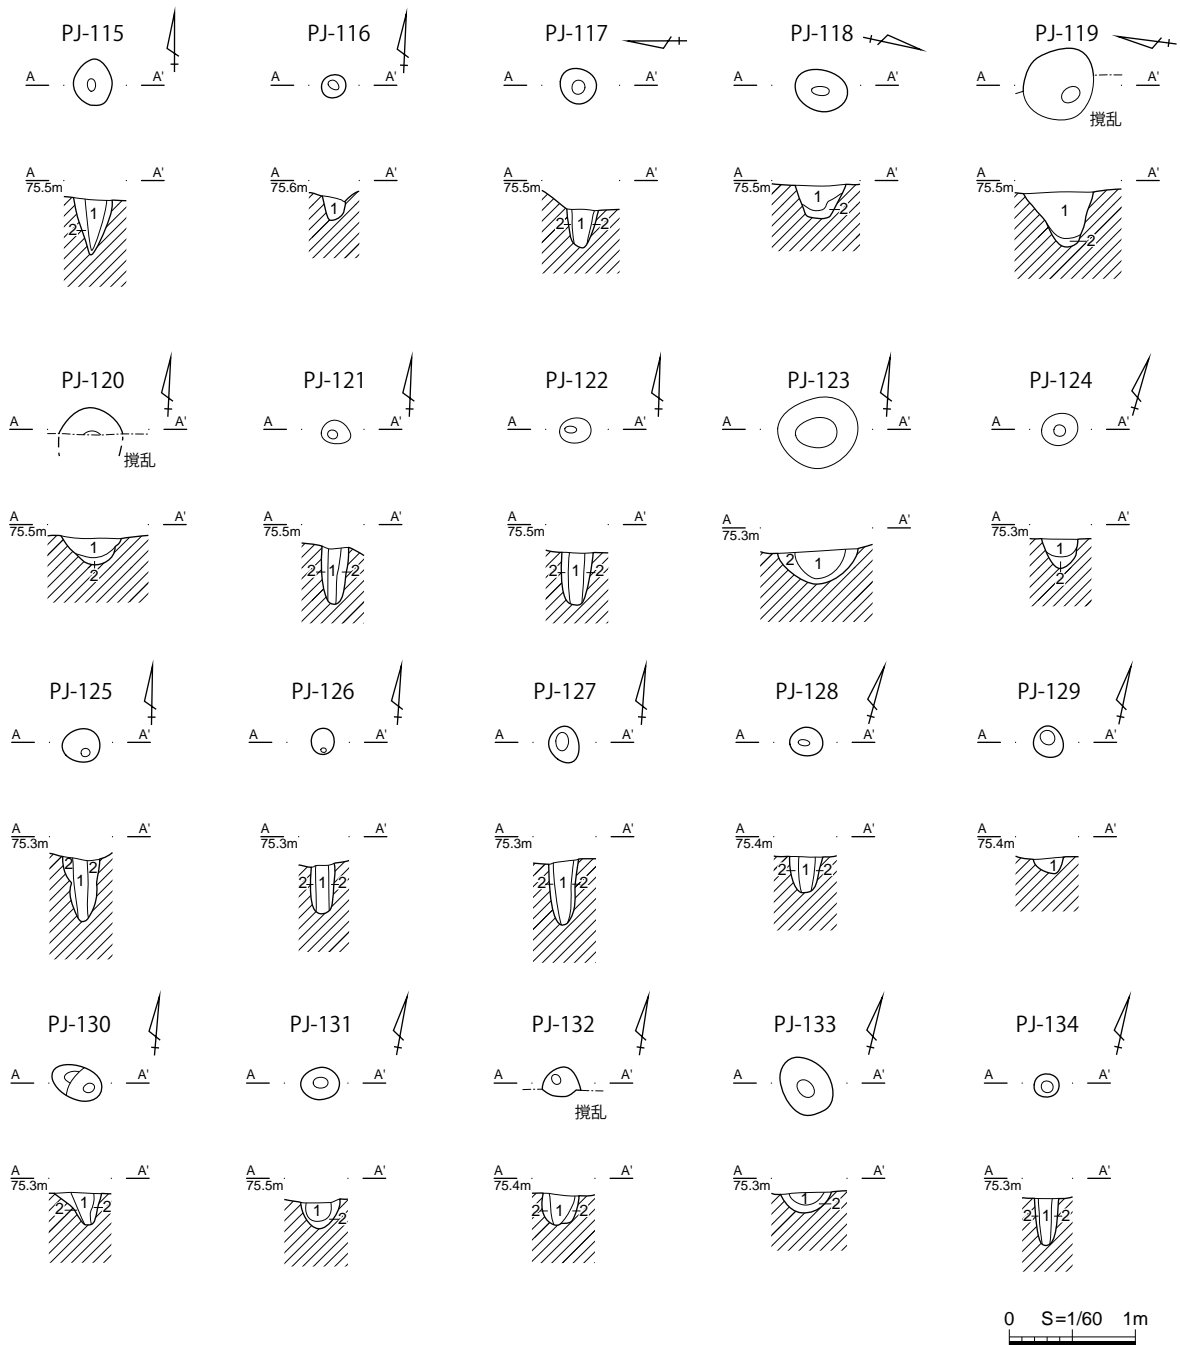 PJ-115 PJ-116 PJ-117 PJ-118 PJ-119
A A' A A' A A' A A' A A'
撹乱
A A' A A' A A' A A' A A'
75.5m 75.6m 75.5m 75.5m 75.5m
1 2 1 2 1 2 1 2 1 2
PJ-120 PJ-121 PJ-122 PJ-123 PJ-124
A A' A A' A A' A A' A A'
撹乱
A A' A A' A A' A A' A A'
75.5m 75.5m 75.5m 75.3m 75.3m
1 2 2 1 2 2 1 2 2 1 1 2
PJ-125 PJ-126 PJ-127 PJ-128 PJ-129
A A' A A' A A' A A' A A'
A A' A A' A A' A A' A A'
75.3m 75.3m 75.3m 75.4m 75.4m
2 1 2 2 1 2 2 1 2 2 1 2 1
PJ-130 PJ-131 PJ-132 PJ-133 PJ-134
A A' A A' A A' A A' A A'
撹乱
A A' A A' A A' A A' A A'
75.3m 75.5m 75.4m 75.3m 75.3m
2 1 2 1 2 2 1 2 1 2 2 1 2
0 S=1/60 1m